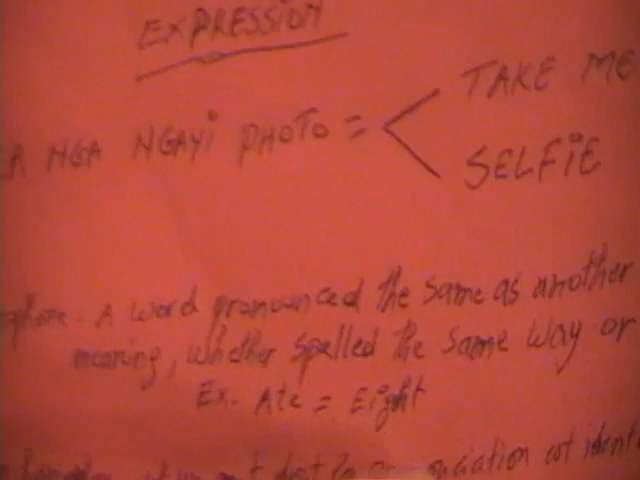 EXPRESSION
NGA NGAYI PHOTO = < TAKE ME
SELFIE
A word pronounced the same as another
meaning, whether spelled the same way or
Ex. Ate = Eight